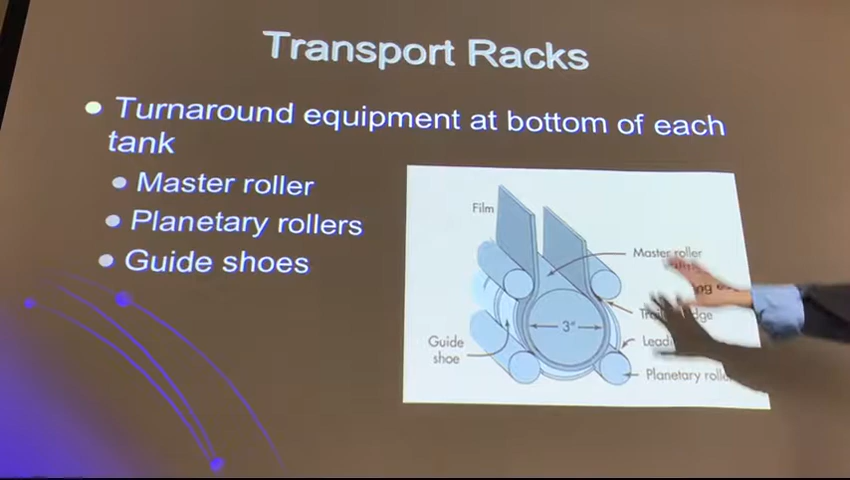 Transport Racks
Turnaround equipment at bottom of each
tank
Master roller
Planetary rollers
Guide shoes
Film
Master roller
3"
Guide
shoe
Planetary